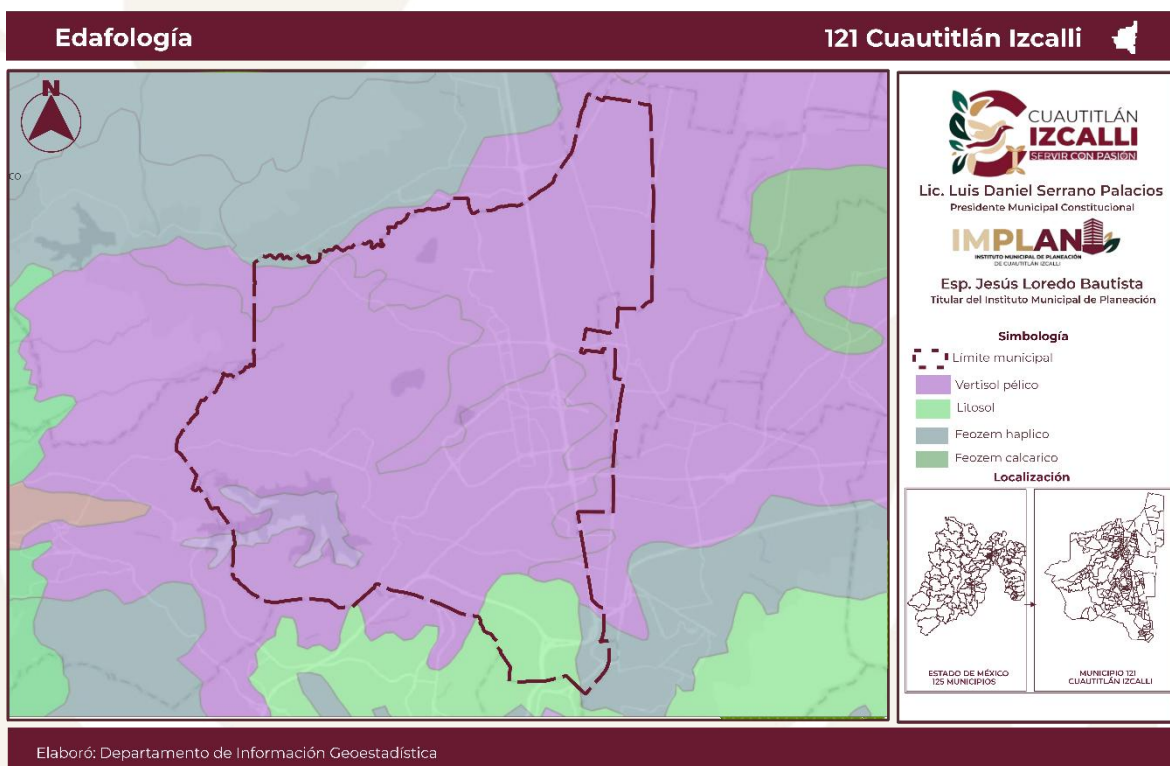 Edafología
121 Cuautitlán Izcalli
N
co
CUAUTITLÁN
IZCALLI
SERVIR CON PASIÓN
Lic. Luis Daniel Serrano Palacios
Presidente Municipal Constitucional
IMPLAN
INSTITUTO MUNICIPAL DE PLANEACIÓN
DE CUAUTITLÁN IZCALLI
Esp. Jesús Loredo Bautista
Titular del Instituto Municipal de Planeación
Simbología
Límite municipal
Vertisol pélico
Litosol
Feozem haplico
Feozem calcarico
Localización
ESTADO DE MÉXICO
125 MUNICIPIOS
MUNICIPIO 121
CUAUTITLÁN IZCALLI
Elaboró: Departamento de Información Geoestadística